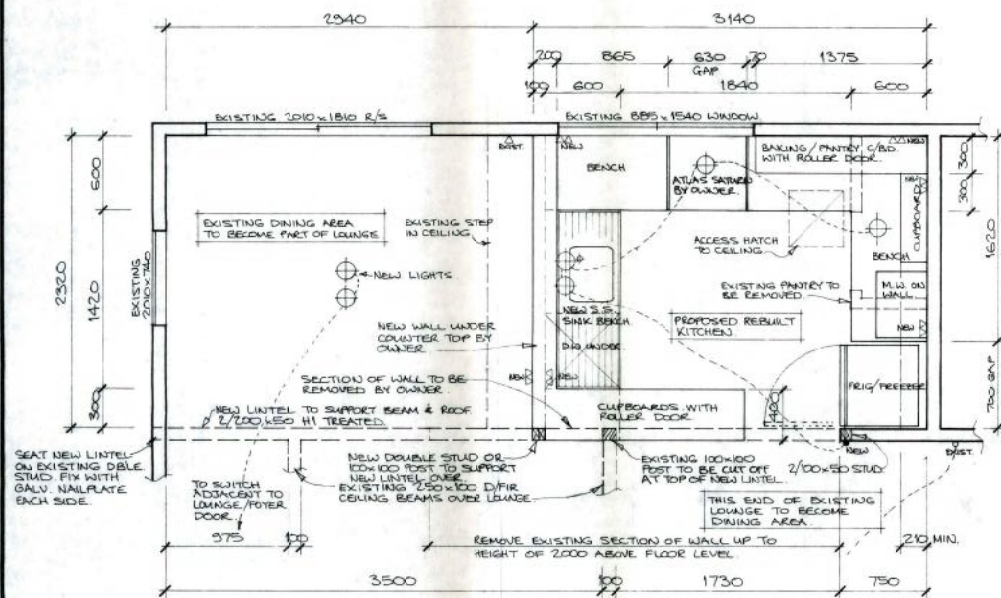 2940
3140
200
865
630
GAP
70
1375
100
600
1840
600
EXISTING 2010 x 1810 R/S
EXISTING 885 x 1540 WINDOW
EXIST.
NEW
BENCH
ATLAS SATURN
BY OWNER.
BAKING/PANTRY C/BD.
WITH ROLLER DOOR.
NEW
300
300
1620
700 GAP
600
1420
300
2320
EXISTING
2010 x 740
EXISTING DINING AREA
TO BECOME PART OF LOUNGE
EXISTING STEP
IN CEILING
NEW LIGHTS
ACCESS HATCH
TO CEILING
NEW
CUPBOARD
BENCH
EXISTING PANTRY TO
BE REMOVED
M.W. ON
WALL
NEW
NEW S.S.
SINK BENCH
D/W UNDER
PROPOSED REBUILT
KITCHEN.
NEW WALL UNDER
COUNTER TOP BY
OWNER
NEW
NEW
SECTION OF WALL TO BE
REMOVED BY OWNER
FRIG/FREEZER
CUPBOARDS WITH
ROLLER DOOR
400
NEW LINTEL TO SUPPORT BEAM & ROOF.
2/200 x 50 H1 TREATED.
SEAT NEW LINTEL
ON EXISTING DBLE
STUD. FIX WITH
GALV. NAILPLATE
EACH SIDE.
TO SWITCH
ADJACENT TO
LOUNGE/FOYER
DOOR.
NEW DOUBLE STUD OR
100x100 POST TO SUPPORT
NEW LINTEL OVER.
EXISTING 250 x 100 D/FIR
CEILING BEAMS OVER LOUNGE
EXISTING 100x100
POST TO BE CUT OFF
AT TOP OF NEW LINTEL.
2/100x50 STUD.
NEW
EXIST.
THIS END OF EXISTING
LOUNGE TO BECOME
DINING AREA.
975
100
REMOVE EXISTING SECTION OF WALL UP TO
HEIGHT OF 2000 ABOVE FLOOR LEVEL.
210 MIN.
3500
100
1730
750